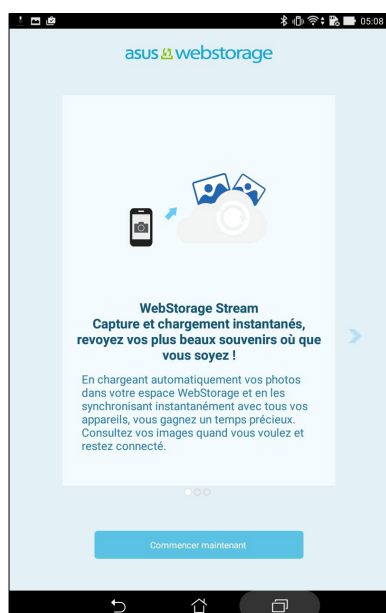 05:08
asus webstorage
WebStorage Stream
Capture et chargement instantanés,
revoyez vos plus beaux souvenirs où que
vous soyez !
En chargeant automatiquement vos photos
dans votre espace WebStorage et en les
synchronisant instantanément avec tous vos
appareils, vous gagnez un temps précieux.
Consultez vos images quand vous voulez et
restez connecté.
Commencer maintenant